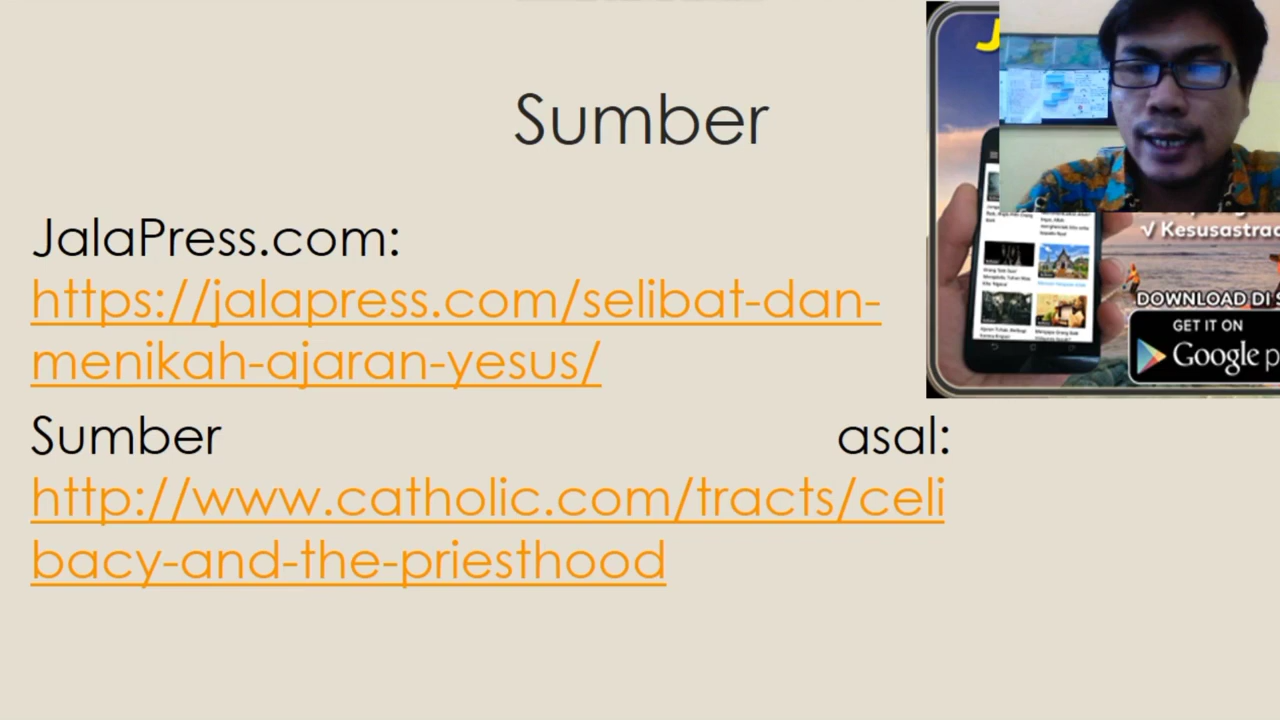 Sumber
JalaPress.com:
https://jalapress.com/selibat-dan-
menikah-ajaran-yesus/
Sumber asal:
http://www.catholic.com/tracts/celi
bacy-and-the-priesthood
√ Kesusastra
DOWNLOAD DI S
GET IT ON
Google p